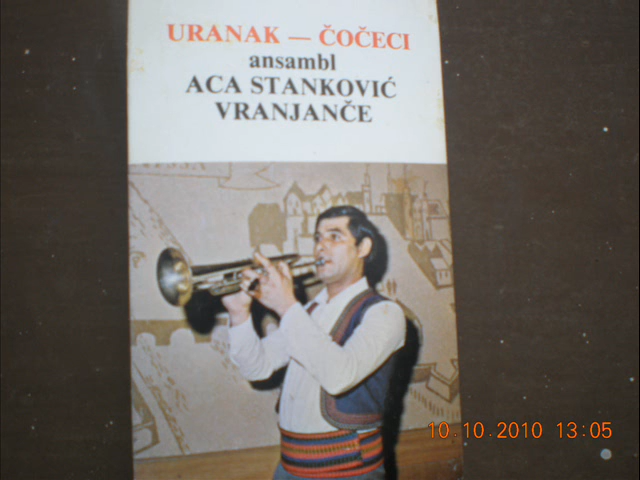 URANAK — ČOČECI
ansambl
ACA STANKOVIĆ
VRANJANČE
10.10.2010 13:05